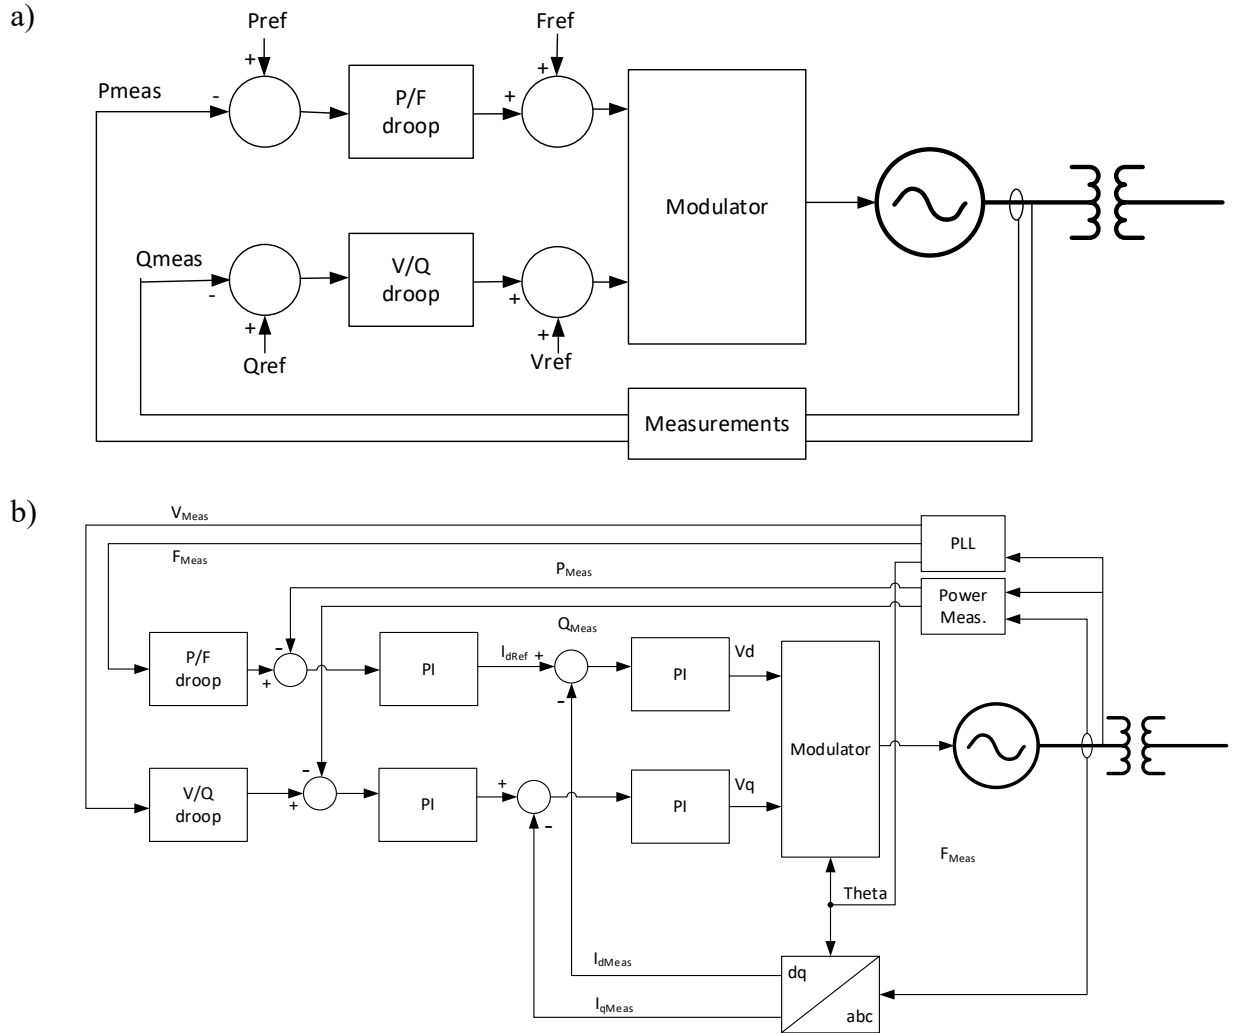 a)
Pref
Fref
+
+
Pmeas
-
P/F
droop
+
Modulator
Qmeas
-
V/Q
droop
+
+
+
Qref
Vref
Measurements
b)
VMeas
FMeas
PLL
PMeas
Power
Meas.
QMeas
P/F
droop
-
+
PI
IdRef
+
-
PI
Vd
Modulator
V/Q
droop
-
+
PI
+
-
PI
Vq
FMeas
Theta
IdMeas
dq
IqMeas
abc